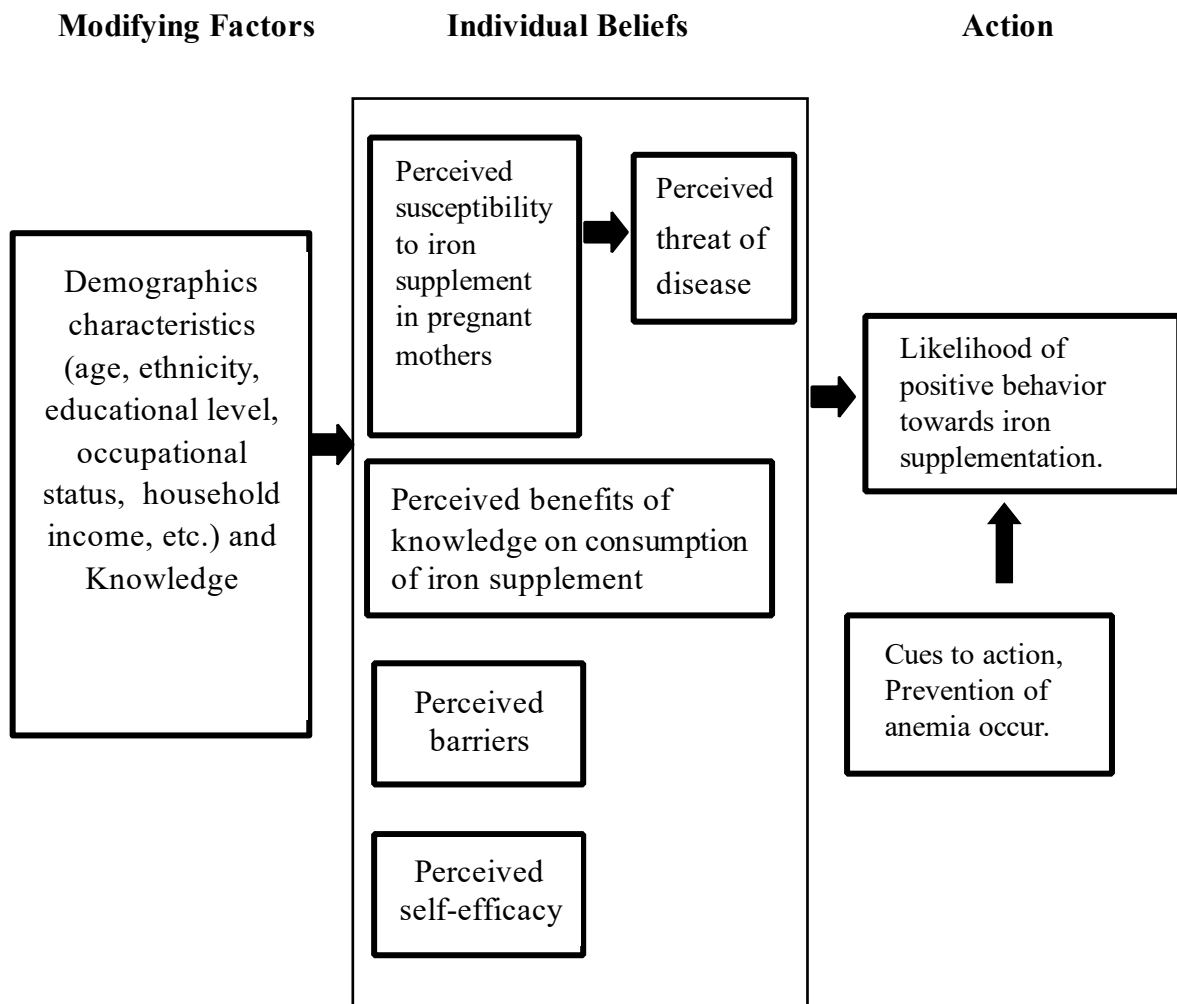 Modifying Factors
Individual Beliefs
Action
Demographics
characteristics
(age, ethnicity,
educational level,
occupational
status, household
income, etc.) and
Knowledge
Perceived
susceptibility
to iron
supplement
in pregnant
mothers
Perceived
threat of
disease
Perceived benefits of
knowledge on consumption
of iron supplement
Perceived
barriers
Perceived
self-efficacy
Likelihood of
positive behavior
towards iron
supplementation.
Cues to action,
Prevention of
anemia occur.